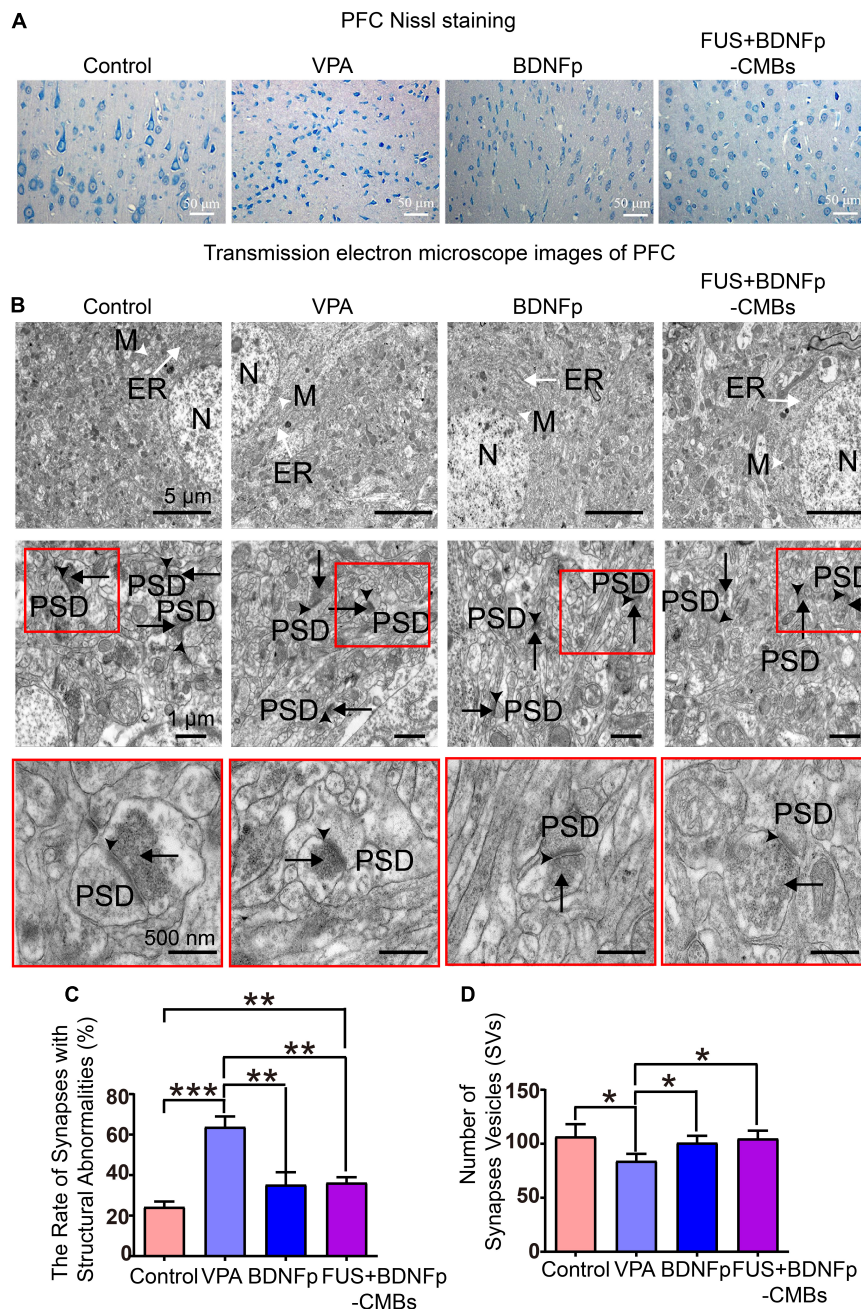 A
PFC Nissl staining
Control
VPA
BDNFp
FUS+BDNFp
-CMBs
50 μm
50 μm
50 μm
50 μm
Transmission electron microscope images of PFC
B
Control
VPA
BDNFp
FUS+BDNFp
-CMBs
M
ER
N
5 μm
N
M
ER
ER
M
N
ER
M
N
PSD
PSD
PSD
1 μm
PSD
PSD
PSD
PSD
PSD
PSD
PSD
PSD
PSD
500 nm
PSD
PSD
PSD
C
The Rate of Synapses with
Structural Abnormalities (%)
80
60
40
20
0
***
**
**
**
Control
VPA
BDNFp
FUS+BDNFp
-CMBs
D
Number of
Synapses Vesicles (SVs)
150
100
50
0
*
*
*
Control
VPA
BDNFp
FUS+BDNFp
-CMBs